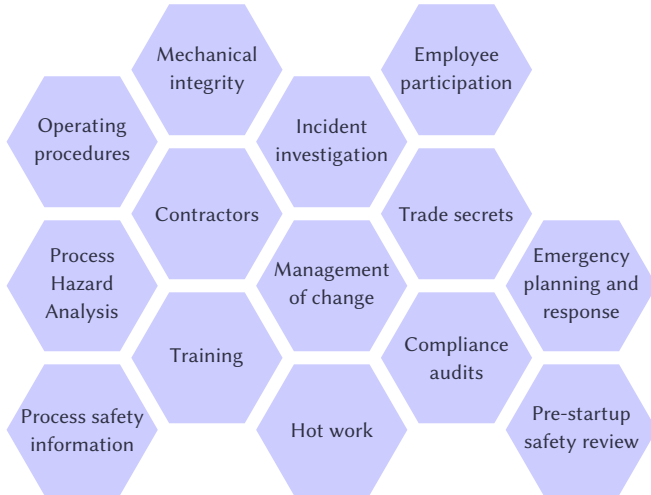 Mechanical
integrity
Employee
participation
Operating
procedures
Incident
investigation
Contractors
Trade secrets
Process
Hazard
Analysis
Management
of change
Emergency
planning and
response
Training
Compliance
audits
Process safety
information
Hot work
Pre-startup
safety review